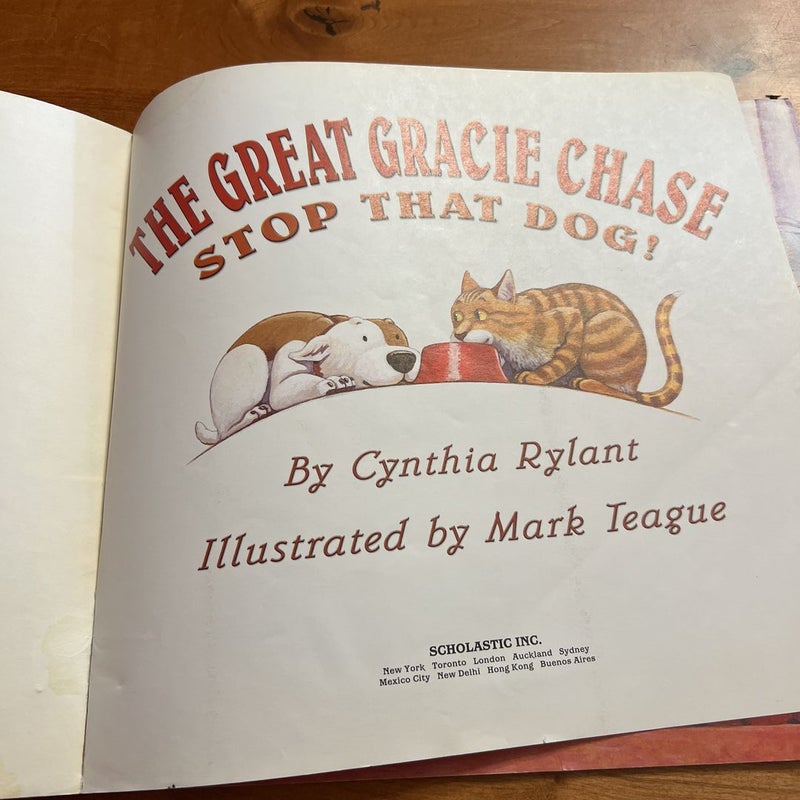 THE GREAT GRACIE CHASE
STOP THAT DOG!
By Cynthia Rylant
Illustrated by Mark Teague
SCHOLASTIC INC.
New York Toronto London Auckland Sydney
Mexico City New Delhi Hong Kong Buenos Aires